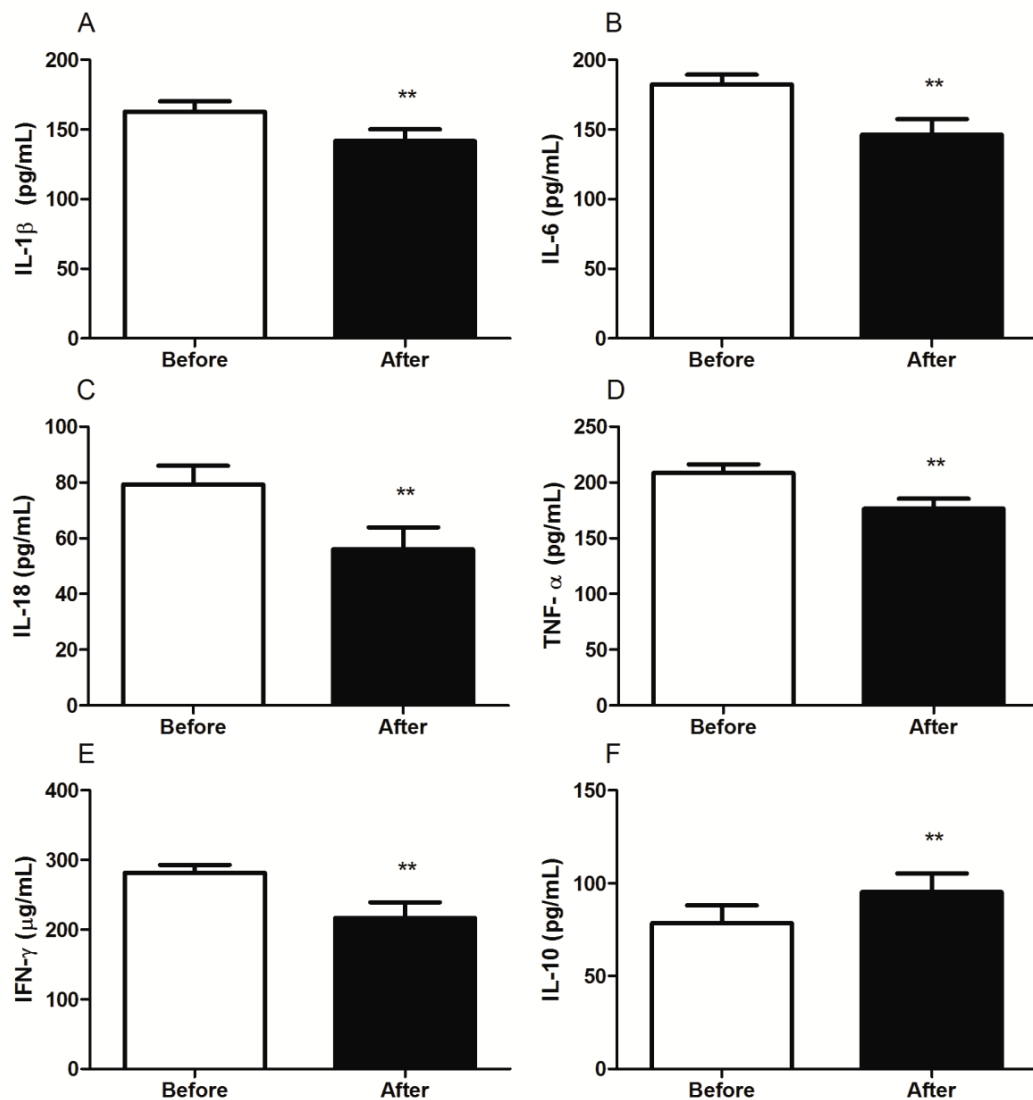 A
IL-1β (pg/mL)
200
150
100
50
0
**
Before
After
B
IL-6 (pg/mL)
200
150
100
50
0
**
Before
After
C
IL-18 (pg/mL)
100
80
60
40
20
0
**
Before
After
D
TNF- α (pg/mL)
250
200
150
100
50
0
**
Before
After
E
IFN-γ (μg/mL)
400
300
200
100
0
**
Before
After
F
IL-10 (pg/mL)
150
100
50
0
**
Before
After